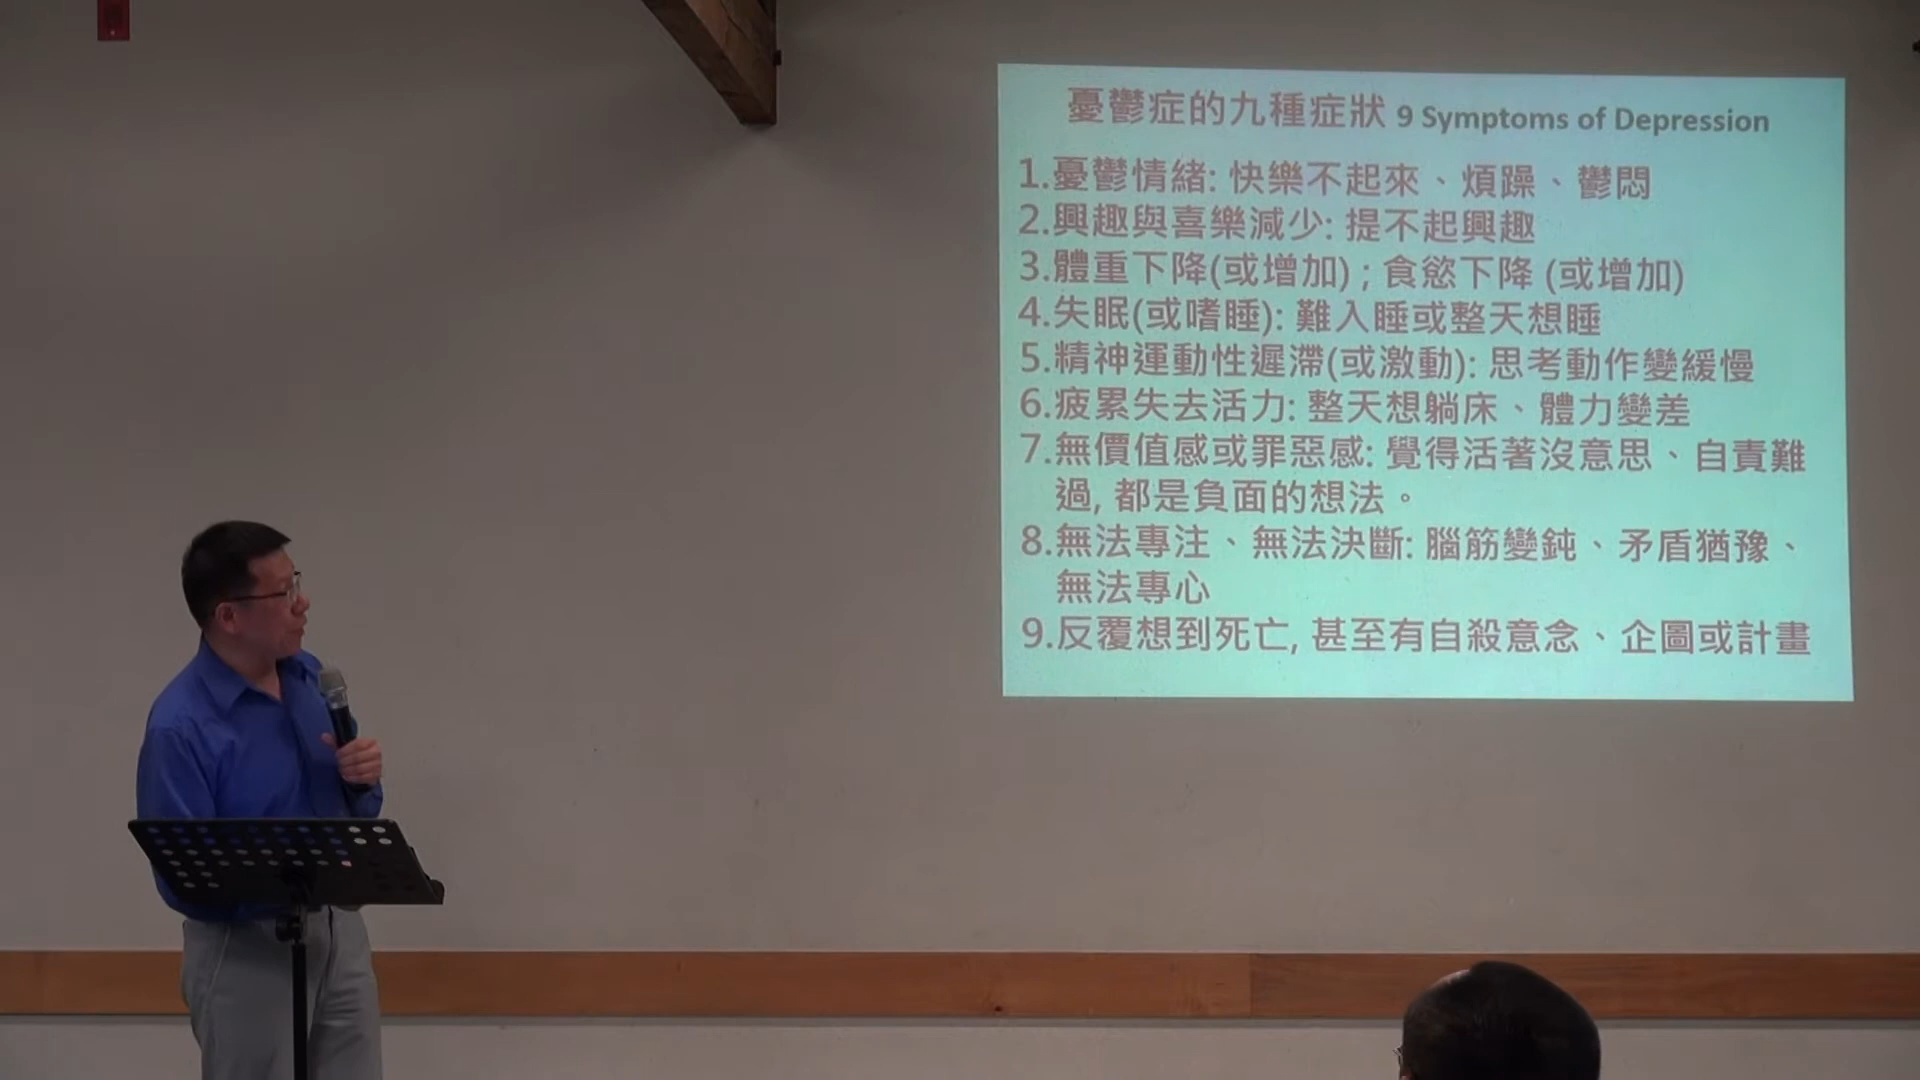 憂鬱症的九種症狀 9 Symptoms of Depression
1.憂鬱情緒: 快樂不起來、煩躁、鬱悶
2.興趣與喜樂減少: 提不起興趣
3.體重下降(或增加) ; 食慾下降 (或增加)
4.失眠(或嗜睡): 難入睡或整天想睡
5.精神運動性遲滯(或激動): 思考動作變緩慢
6.疲累失去活力: 整天想躺床、體力變差
7.無價值感或罪惡感: 覺得活著沒意思、自責難
過, 都是負面的想法。
8.無法專注、無法決斷: 腦筋變鈍、矛盾猶豫、
無法專心
9.反覆想到死亡, 甚至有自殺意念、企圖或計畫